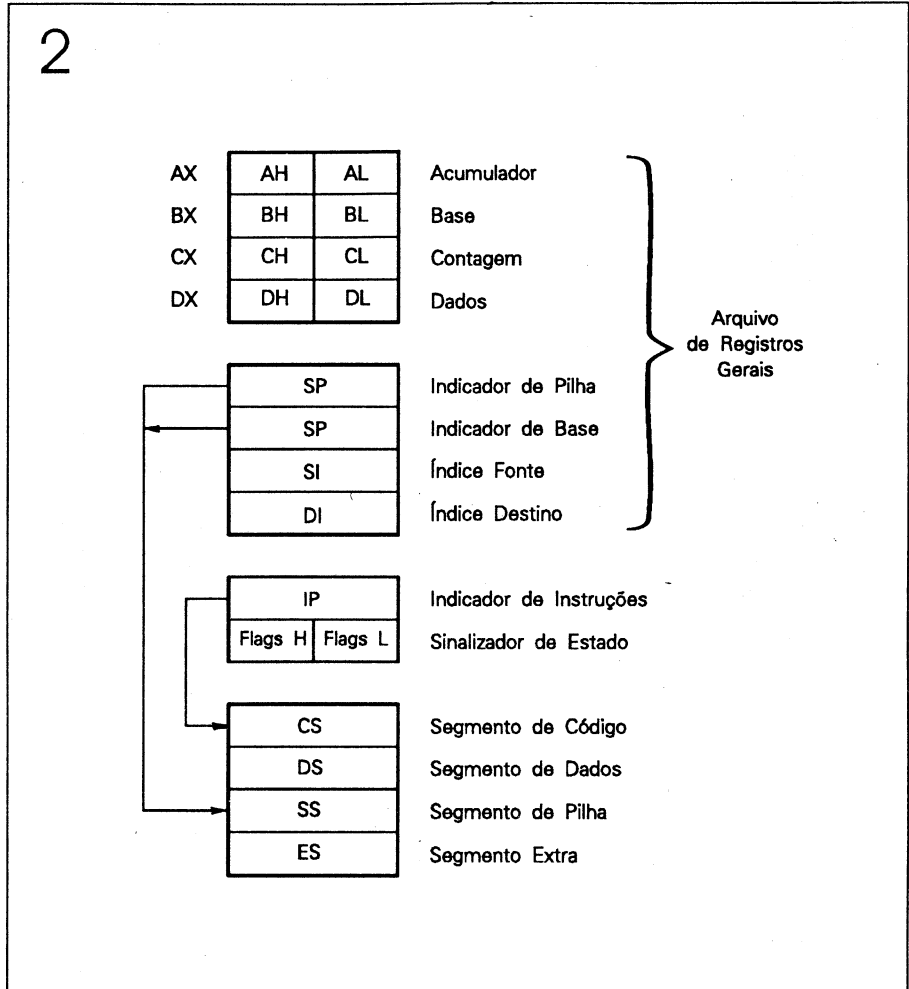 2
AX AH AL Acumulador
BX BH BL Base
CX CH CL Contagem
DX DH DL Dados
Arquivo
de Registros
Gerais
SP Indicador de Pilha
SP Indicador de Base
SI Índice Fonte
DI Índice Destino
IP Indicador de Instruções
Flags H Flags L Sinalizador de Estado
CS Segmento de Código
DS Segmento de Dados
SS Segmento de Pilha
ES Segmento Extra